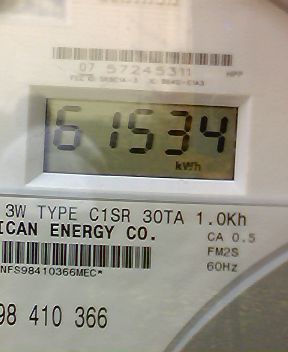 07 57245311 HPP
61534
kWh
3W TYPE C1SR 30TA 1.0Kh
ICAN ENERGY CO.
CA 0.5
FM2S
60Hz
NFS98410366MEC*
98 410 366